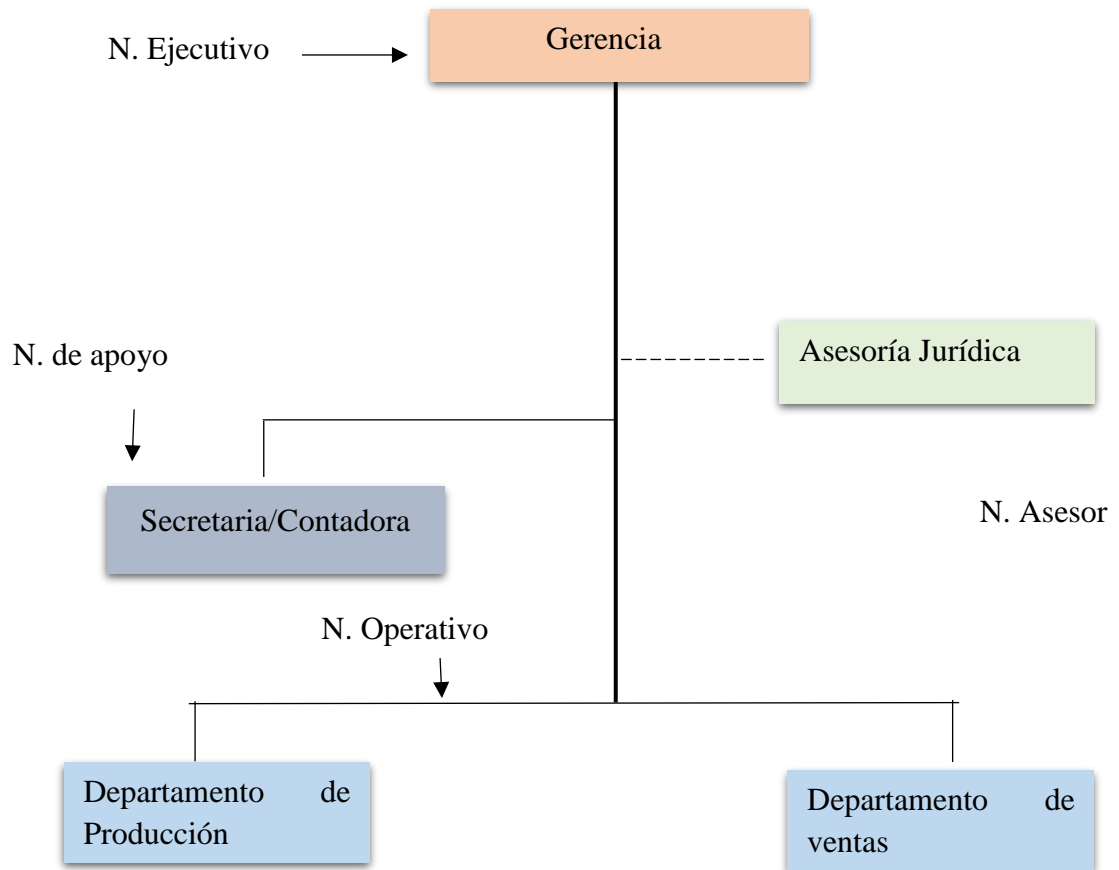 N. Ejecutivo
Gerencia
N. de apoyo
Asesoría Jurídica
Secretaria/Contadora
N. Asesor
N. Operativo
Departamento de
Producción
Departamento de
ventas